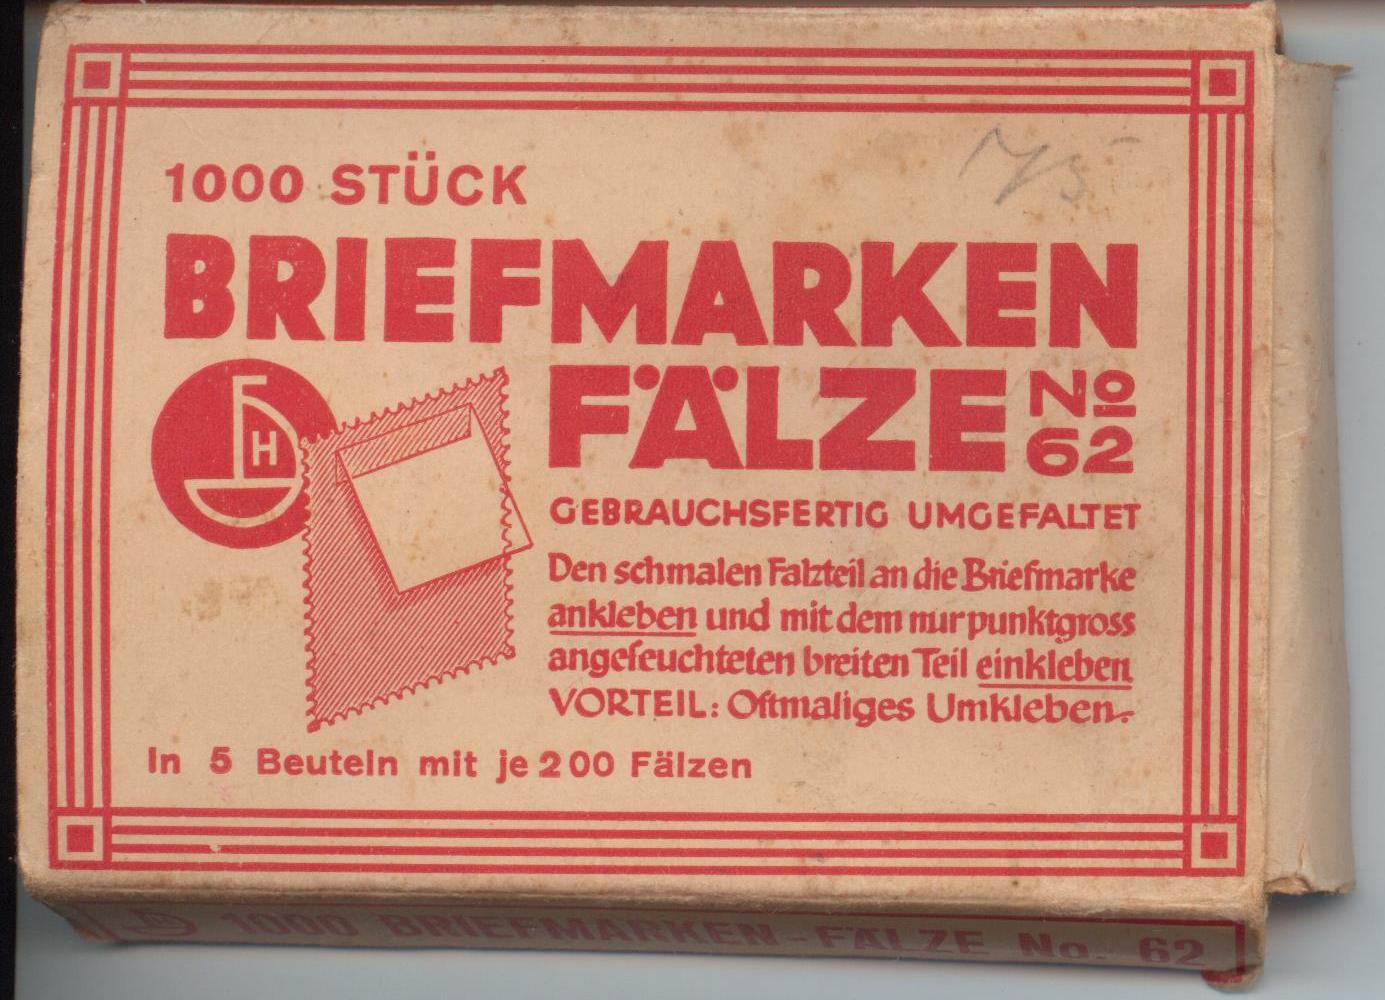 1000 STÜCK
BRIEFMARKEN
FÄLZE No
62
H
GEBRAUCHSFERTIG UMGEFALTET
Den schmalen Falzteil an die Briefmarke
ankleben und mit dem nur punktgross
angefeuchteten breiten Teil einkleben
VORTEIL: Oftmaliges Umkleben.
In 5 Beuteln mit je 200 Fälzen
1000 BRIEFMARKEN-FÄLZE No. 62